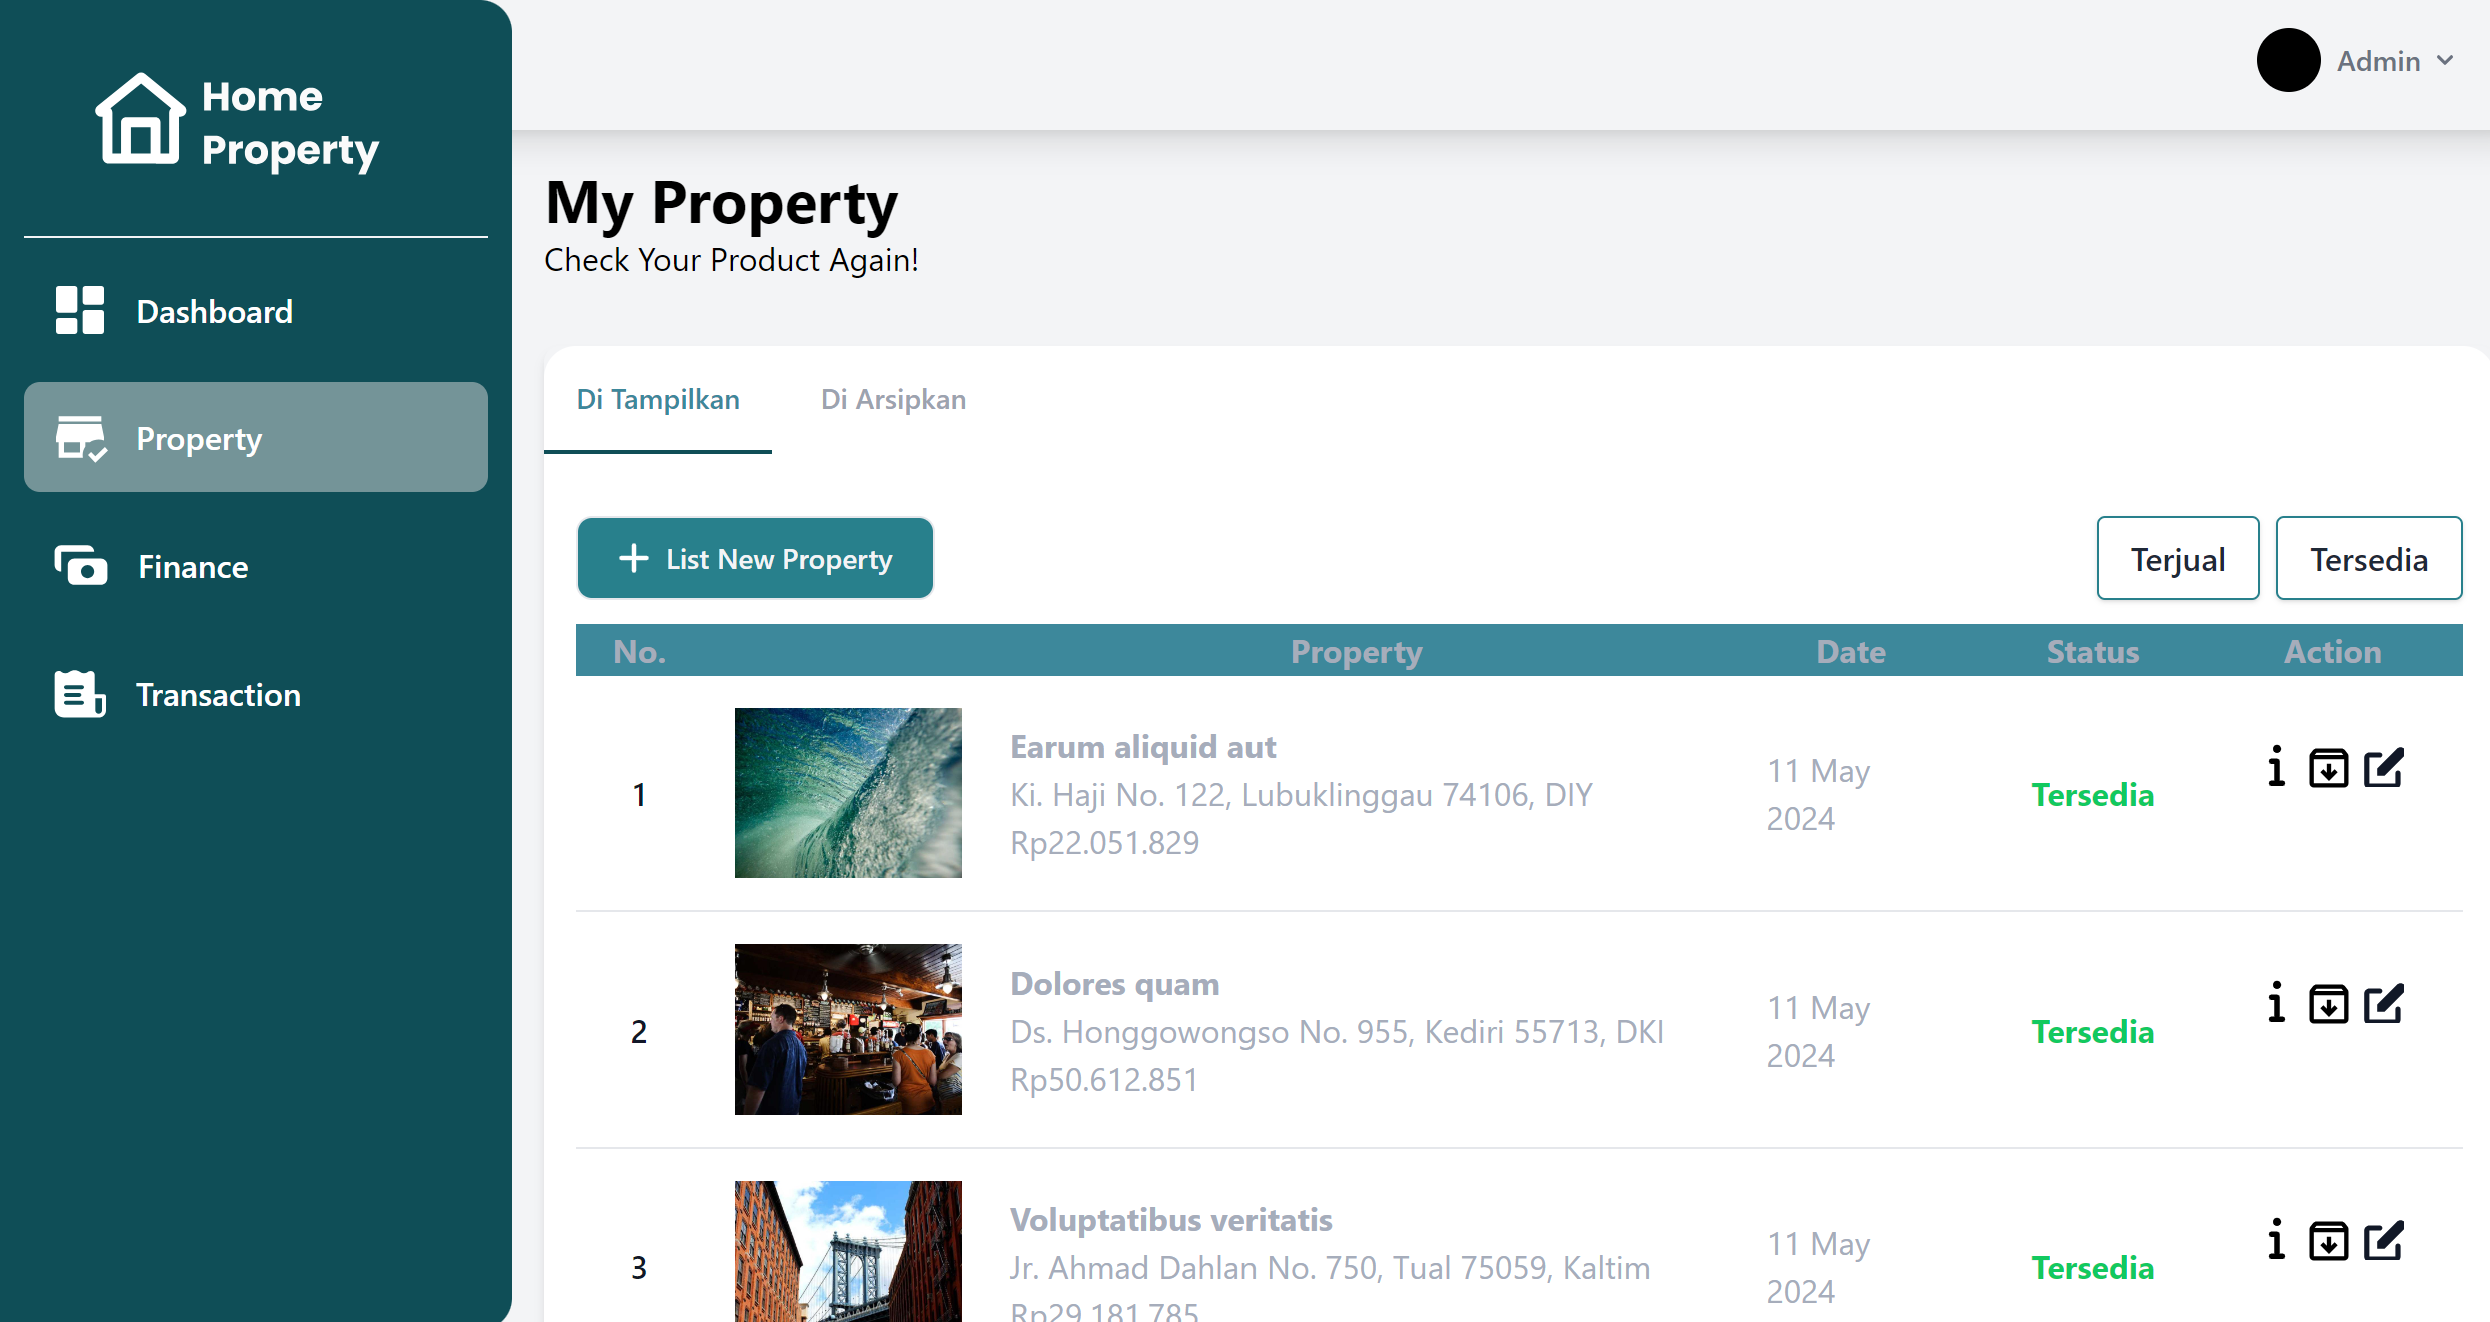 Home
Property
Admin
My Property
Check Your Product Again!
Dashboard
Property
Finance
Transaction
Di Tampilkan
Di Arsipkan
List New Property
Terjual
Tersedia
No.
Property
Date
Status
Action
1
Earum aliquid aut
Ki. Haji No. 122, Lubuklinggau 74106, DIY
Rp22.051.829
11 May
2024
Tersedia
2
Dolores quam
Ds. Honggowongso No. 955, Kediri 55713, DKI
Rp50.612.851
11 May
2024
Tersedia
3
Voluptatibus veritatis
Jr. Ahmad Dahlan No. 750, Tual 75059, Kaltim
Rp29.181.785
11 May
2024
Tersedia